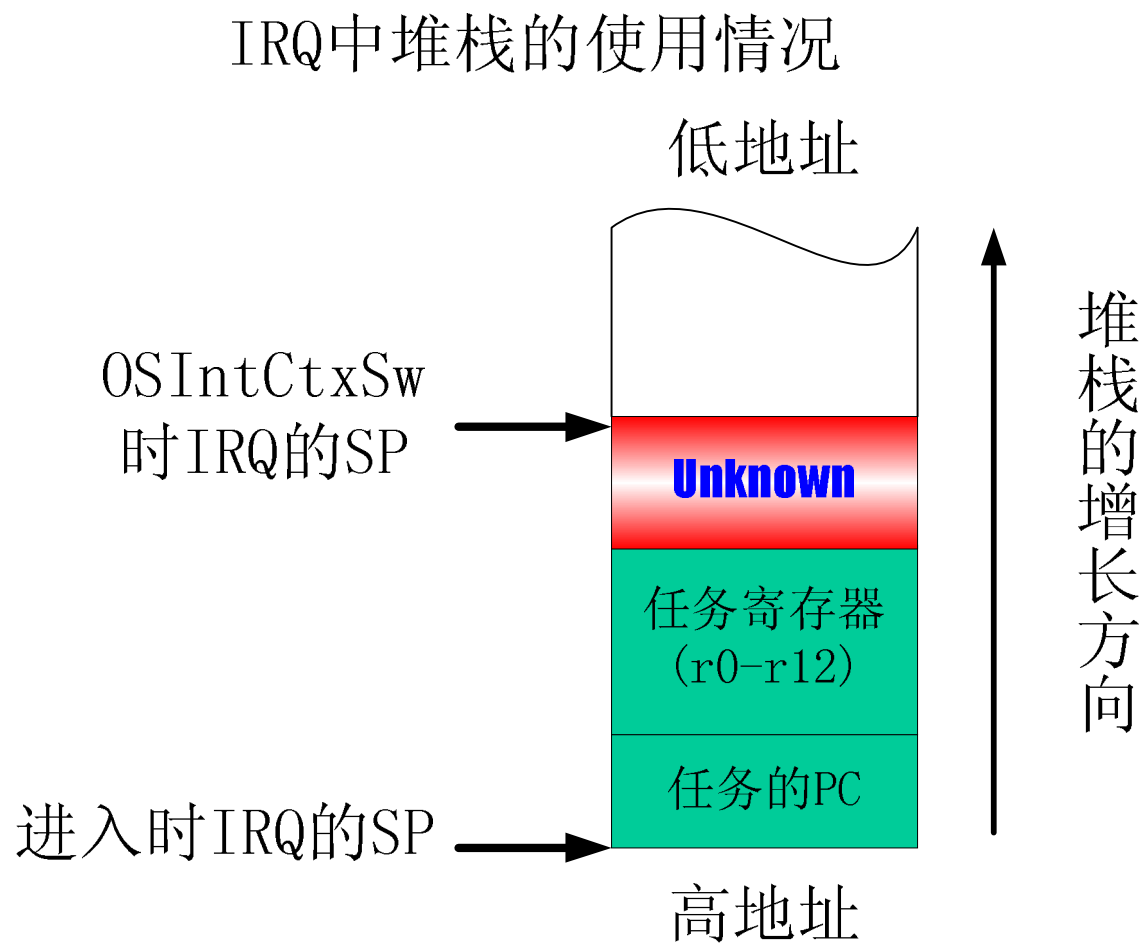 IRQ中堆栈的使用情况
低地址
OSIntCtxSw
时IRQ的SP
Unknown
任务寄存器
(r0-r12)
任务的PC
进入时IRQ的SP
高地址
堆栈的增长方向